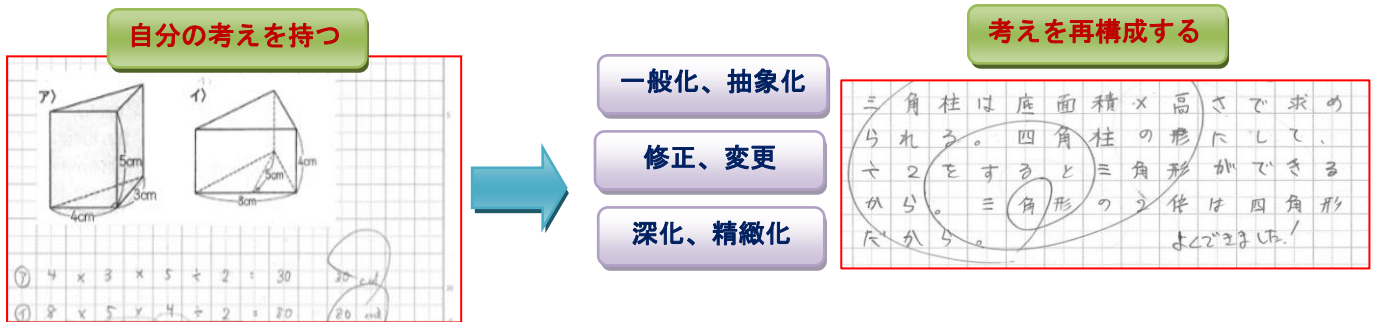 自分の考えを持つ
ア)
イ)
5cm
3cm
4cm
4cm
5cm
8cm
㋐ 4 × 3 × 5 ÷ 2 = 30 30
㋑ 8 × 5 × 4 ÷ 2 = 80 80
一般化、抽象化
修正、変更
深化、精緻化
考えを再構成する
三角柱は底面積×高さで求め
られる。四角柱の形にして、
÷2をすると三角形ができる
から。三角形の2倍は四角形
だから。
よくできました!